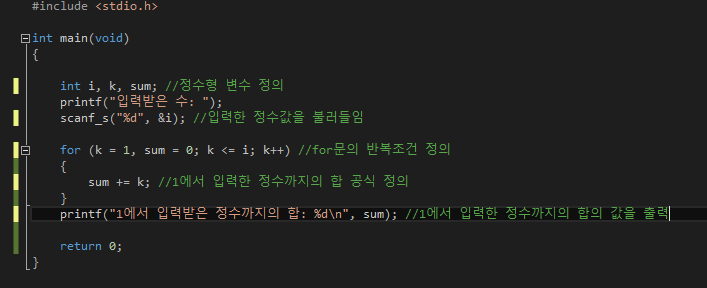 #include <stdio.h>
int main(void)
{
int i, k, sum; //정수형 변수 정의
printf("입력받은 수: ");
scanf_s("%d", &i); //입력한 정수값을 불러들임
for (k = 1, sum = 0; k <= i; k++) //for문의 반복조건 정의
{
sum += k; //1에서 입력한 정수까지의 합 공식 정의
}
printf("1에서 입력받은 정수까지의 합: %d\n", sum); //1에서 입력한 정수까지의 합의 값을 출력
return 0;
}